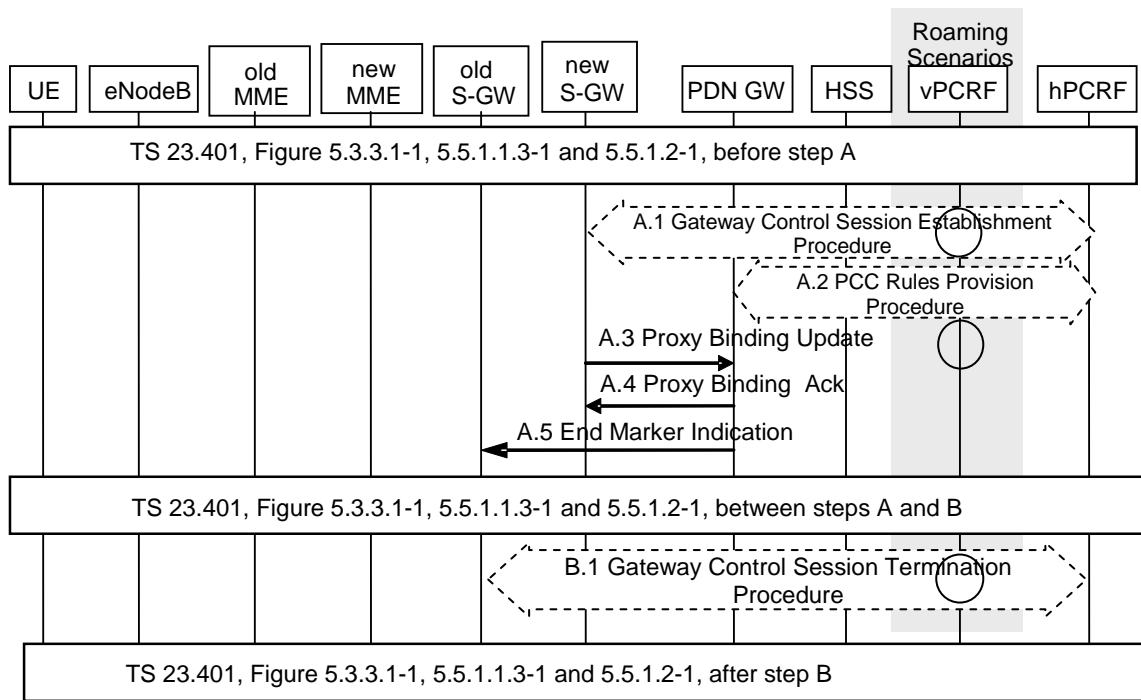 Roaming
Scenarios
UE
eNodeB
old
MME
new
MME
old
S-GW
new
S-GW
PDN GW
HSS
vPCRF
hPCRF
TS 23.401, Figure 5.3.3.1-1, 5.5.1.1.3-1 and 5.5.1.2-1, before step A
A.1 Gateway Control Session Establishment
Procedure
A.2 PCC Rules Provision
Procedure
A.3 Proxy Binding Update
A.4 Proxy Binding Ack
A.5 End Marker Indication
TS 23.401, Figure 5.3.3.1-1, 5.5.1.1.3-1 and 5.5.1.2-1, between steps A and B
B.1 Gateway Control Session Termination
Procedure
TS 23.401, Figure 5.3.3.1-1, 5.5.1.1.3-1 and 5.5.1.2-1, after step B